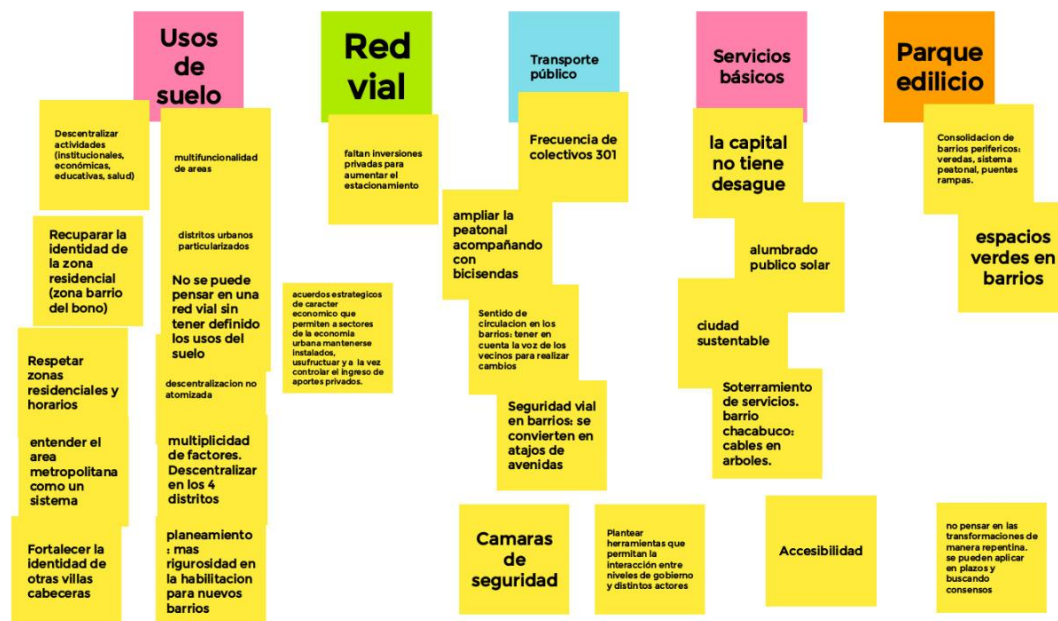 Usos
de
suelo
Descentralizar
actividades
(institucionales,
económicas,
educativas, salud)
multifuncionalidad
de areas
Recuparar la
identidad de
la zona
residencial
(zona barrio
del bono)
distritos urbanos
particularizados
No se puede
pensar en una
red vial sin
tener definido
los usos del
suelo
Respetar
zonas
residenciales y
horarios
descentralizacion no
atomizada
entender el
area
metropolitana
como un
sistema
multiplicidad
de factores.
Descentralizar
en los 4
distritos
Fortalecer la
identidad de
otras villas
cabeceras
planeamiento
: mas
rigurosidad en
la habilitacion
para nuevos
barrios
Red
vial
faltan inversiones
privadas para
aumentar el
estacionamiento
acuerdos estrategicos
de caracter
economico que
permiten a sectores
de la economia
urbana mantenerse
instalados,
usufructuar y a la vez
controlar el ingreso de
aportes privados.
Transporte
público
Frecuencia de
colectivos 301
ampliar la
peatonal
acompañando
con
bicisendas
Sentido de
circulacion en los
barrios: tener en
cuenta la voz de los
vecinos para realizar
cambios
Seguridad vial
en barrios: se
convierten en
atajos de
avenidas
Servicios
básicos
la capital
no tiene
desague
alumbrado
publico solar
ciudad
sustentable
Soterramiento
de servicios.
barrio
chacabuco:
cables en
arboles.
Parque
edilicio
Consolidacion de
barrios perifericos:
veredas, sistema
peatonal, puentes
rampas.
espacios
verdes en
barrios
Camaras
de
seguridad
Plantear
herramientas que
permitan la
interacción entre
niveles de gobierno
y distintos actores
Accesibilidad
no pensar en las
transformaciones de
manera repentina.
se pueden aplicar
en plazos y
buscando
consensos